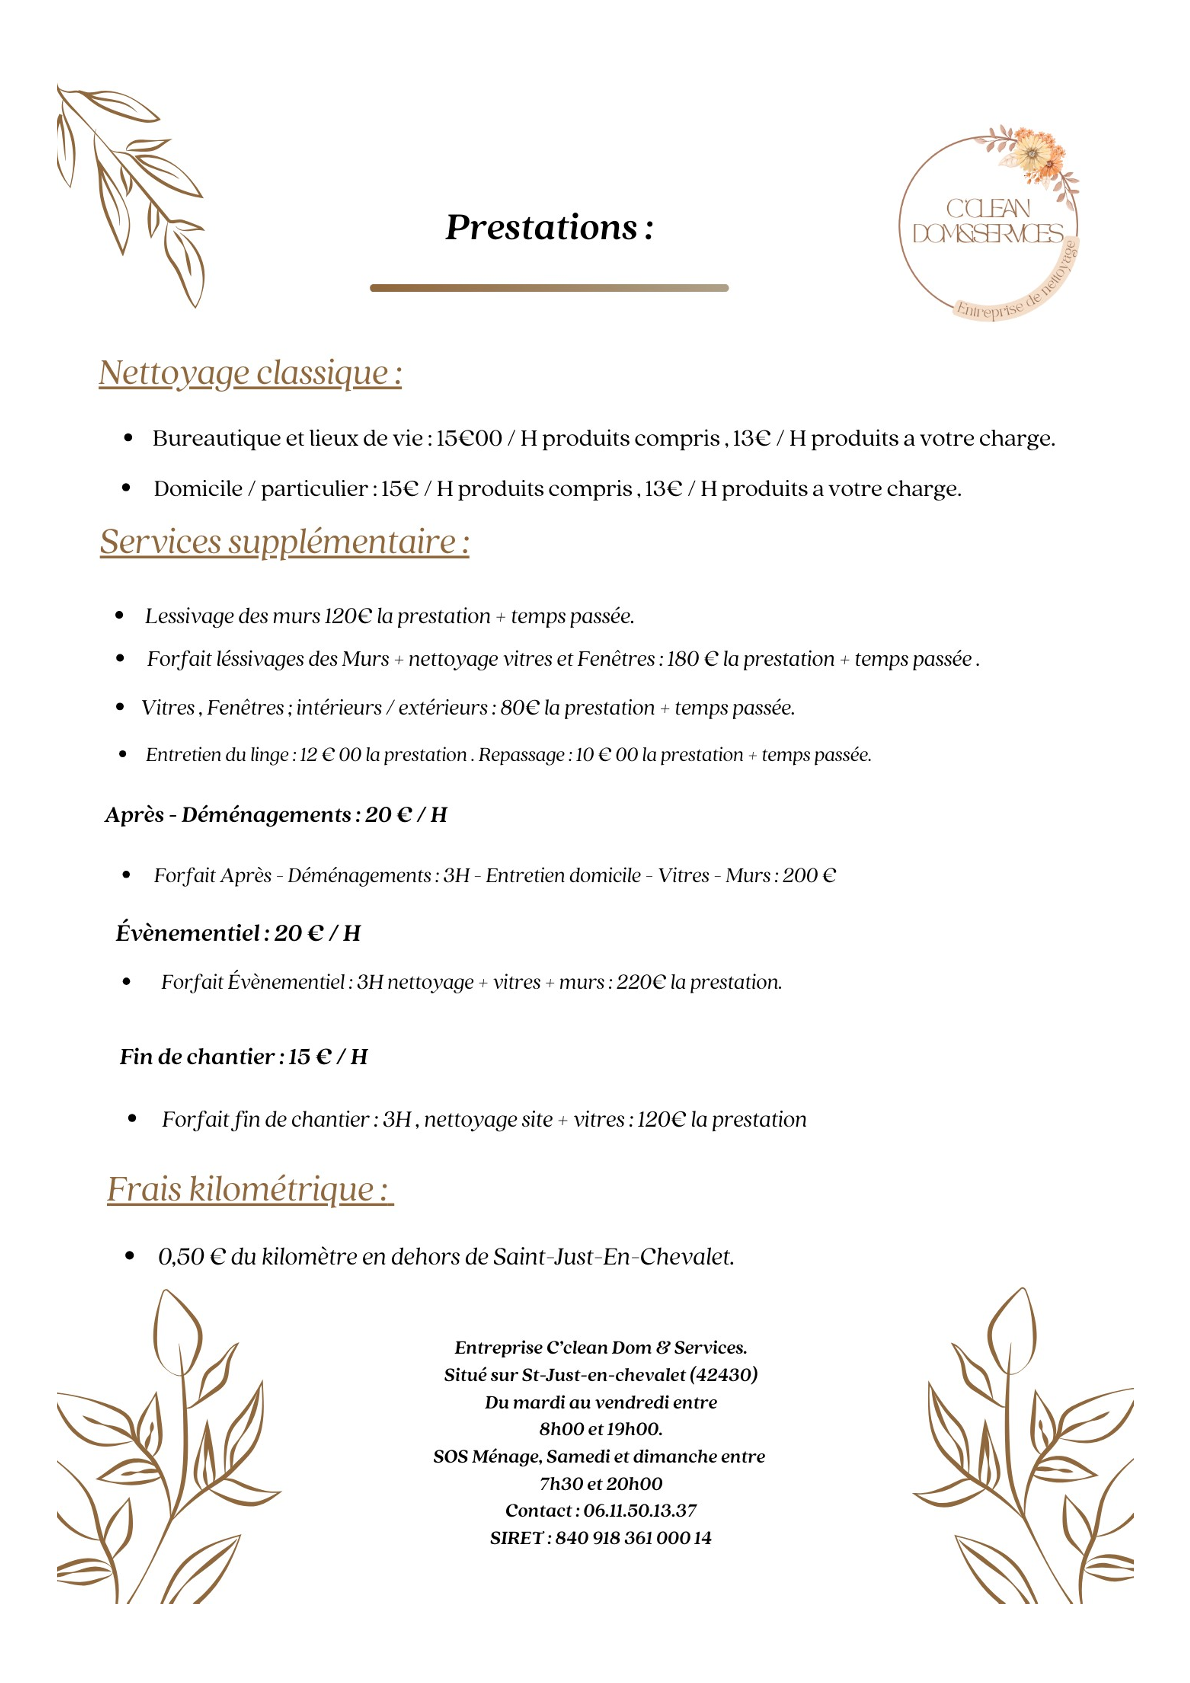 Prestations :
C'CLEAN
DOM&SERVICES
Entreprise de nettoyage
Nettoyage classique :
• Bureautique et lieux de vie : 15€00 / H produits compris , 13€ / H produits a votre charge.
• Domicile / particulier : 15€ / H produits compris , 13€ / H produits a votre charge.
Services supplémentaire :
• Lessivage des murs 120€ la prestation + temps passée.
• Forfait léssivages des Murs + nettoyage vitres et Fenêtres : 180 € la prestation + temps passée .
• Vitres , Fenêtres ; intérieurs / extérieurs : 80€ la prestation + temps passée.
• Entretien du linge : 12 € 00 la prestation . Repassage : 10 € 00 la prestation + temps passée.
Après - Déménagements : 20 € / H
• Forfait Après - Déménagements : 3H - Entretien domicile - Vitres - Murs : 200 €
Évènementiel : 20 € / H
• Forfait Évènementiel : 3H nettoyage + vitres + murs : 220€ la prestation.
Fin de chantier : 15 € / H
• Forfait fin de chantier : 3H , nettoyage site + vitres : 120€ la prestation
Frais kilométrique :
• 0,50 € du kilomètre en dehors de Saint-Just-En-Chevalet.
Entreprise C'clean Dom & Services.
Situé sur St-Just-en-chevalet (42430)
Du mardi au vendredi entre
8h00 et 19h00.
SOS Ménage, Samedi et dimanche entre
7h30 et 20h00
Contact : 06.11.50.13.37
SIRET : 840 918 361 000 14